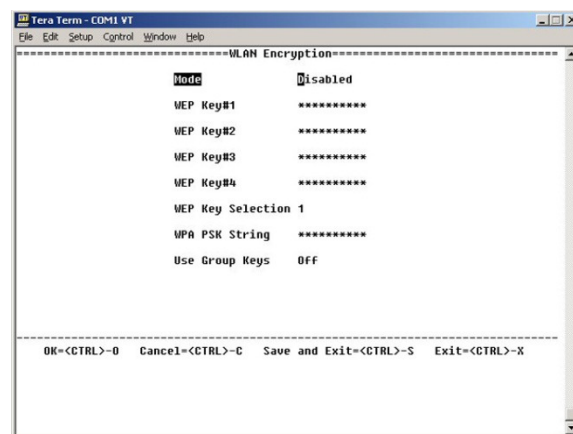 Tera Term - COM1 VT
File Edit Setup Control Window Help
==============================WLAN Encryption================================
Mode Disabled
WEP Key#1 **********
WEP Key#2 **********
WEP Key#3 **********
WEP Key#4 **********
WEP Key Selection 1
WPA PSK String **********
Use Group Keys Off
--------------------------------------------------------------------------------
OK=<CTRL>-O Cancel=<CTRL>-C Save and Exit=<CTRL>-S Exit=<CTRL>-X